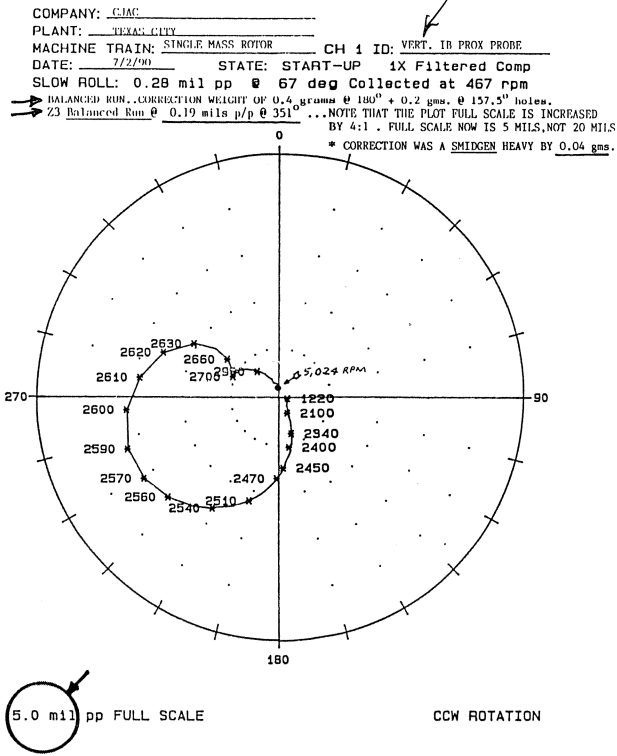 COMPANY: CJAC
PLANT: TEXAS CITY
MACHINE TRAIN: SINGLE MASS ROTOR CH 1 ID: VERT. IB PROX PROBE
DATE: 7/2/90 STATE: START-UP 1X Filtered Comp
SLOW ROLL: 0.28 mil pp @ 67 deg Collected at 467 rpm
BALANCED RUN..CORRECTION WEIGHT OF 0.4 grams @ 180° + 0.2 gms. @ 157.5° holes.
Z3 Balanced Run @ 0.19 mils p/p @ 351° ...NOTE THAT THE PLOT FULL SCALE IS INCREASED
BY 4:1 . FULL SCALE NOW IS 5 MILS,NOT 20 MILS
* CORRECTION WAS A SMIDGEN HEAVY BY 0.04 gms.
0
2630
2620
2660
2610
2700
2990
5,024 RPM
270
90
1220
2600
2100
2340
2400
2590
2450
2570
2470
2560
2510
2540
180
5.0 mil pp FULL SCALE CCW ROTATION